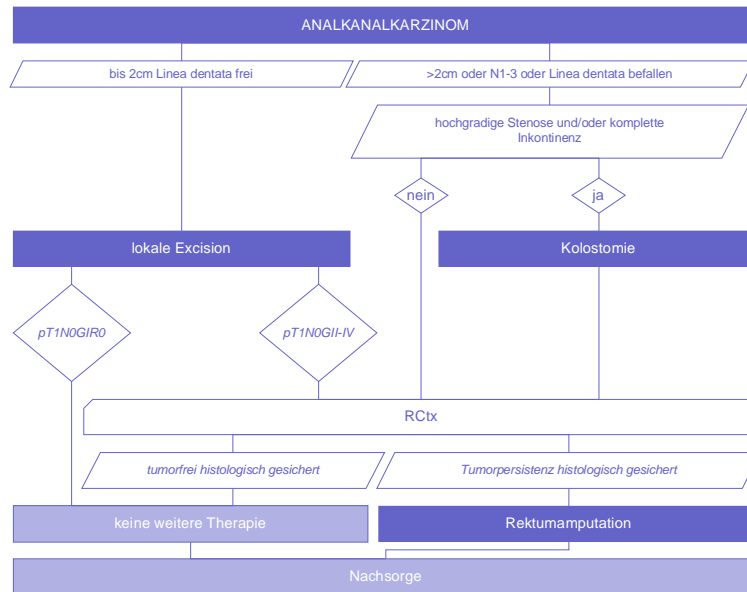 ANALKANALKARZINOM
bis 2cm Linea dentata frei
>2cm oder N1-3 oder Linea dentata befallen
hochgradige Stenose und/oder komplette
Inkontinenz
nein
ja
lokale Excision
Kolostomie
pT1N0GIR0
pT1N0GII-IV
RCtx
tumorfrei histologisch gesichert
Tumorpersistenz histologisch gesichert
keine weitere Therapie
Rektumamputation
Nachsorge